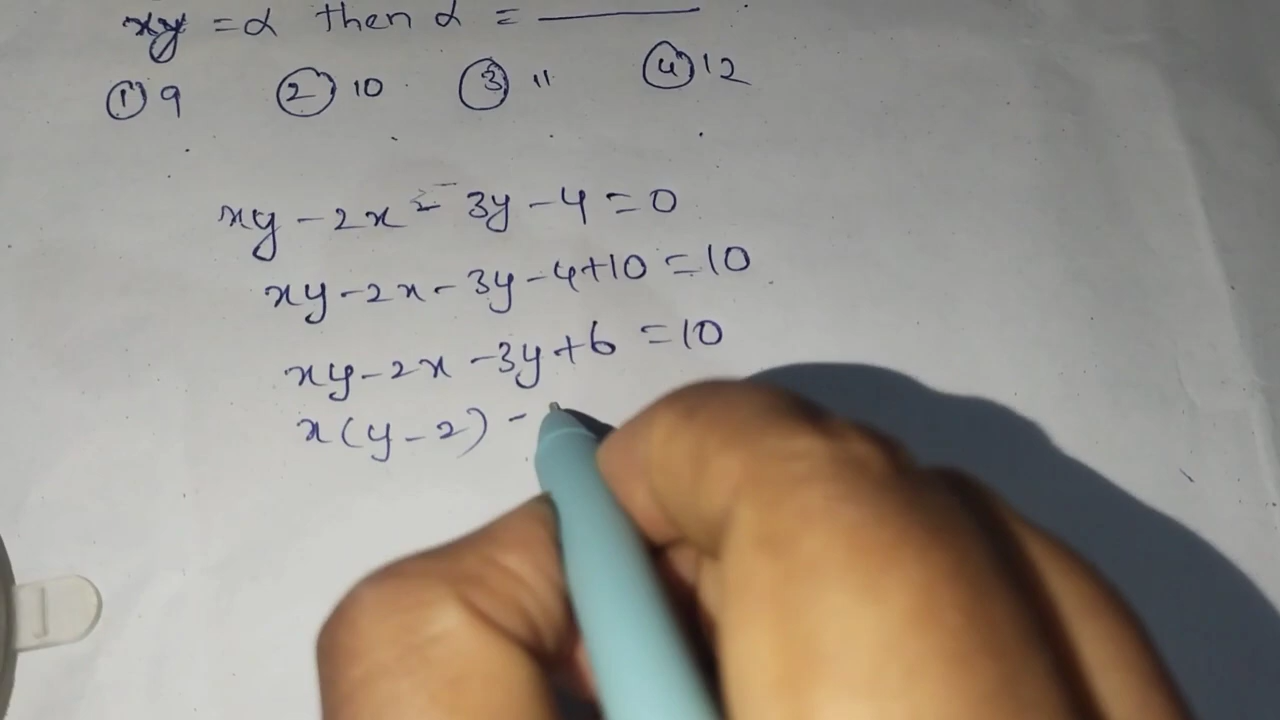 xy = α then α = ______
① 9 ② 10 ③ 11 ④ 12
xy - 2x - 3y - 4 = 0
xy - 2x - 3y - 4 + 10 = 10
xy - 2x - 3y + 6 = 10
x(y - 2) -